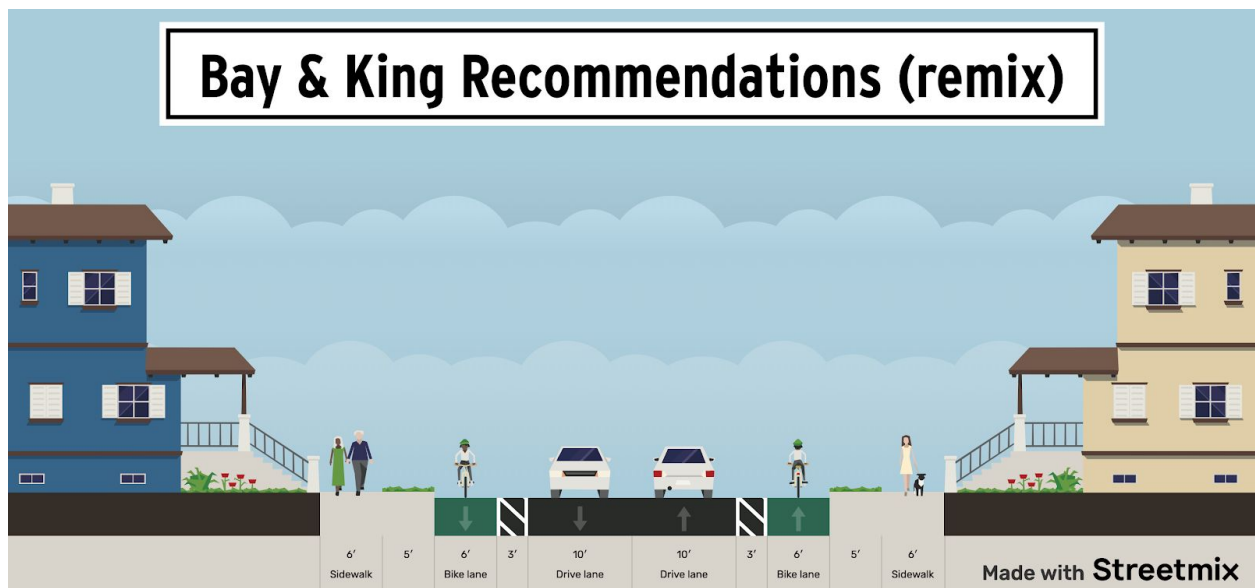 Bay & King Recommendations (remix)
6′ 5′ 6′ 3′ 10′ 10′ 3′ 6′ 5′ 6′
Sidewalk Bike lane Drive lane Drive lane Bike lane Sidewalk
Made with Streetmix